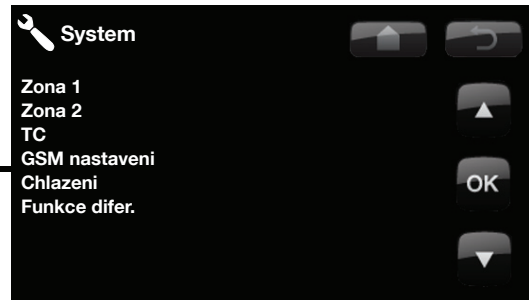 System
Zona 1
Zona 2
TC
GSM nastaveni
Chlazeni
Funkce difer.
OK